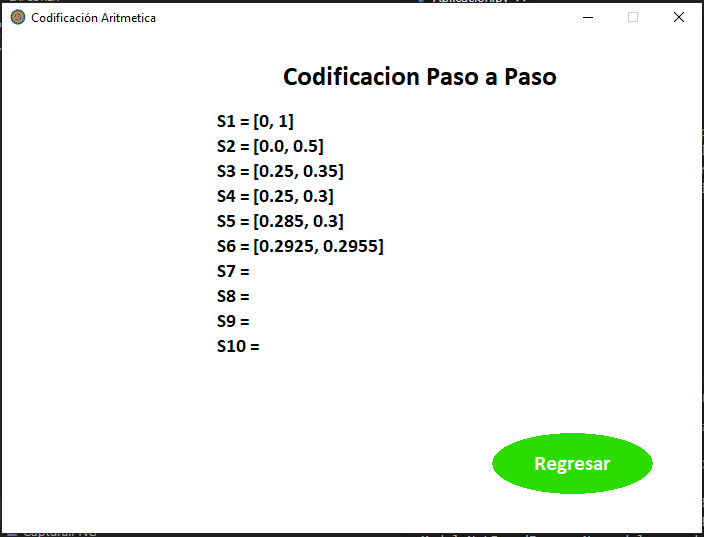 Codificación Aritmetica
Codificacion Paso a Paso
S1 = [0, 1]
S2 = [0.0, 0.5]
S3 = [0.25, 0.35]
S4 = [0.25, 0.3]
S5 = [0.285, 0.3]
S6 = [0.2925, 0.2955]
S7 =
S8 =
S9 =
S10 =
Regresar